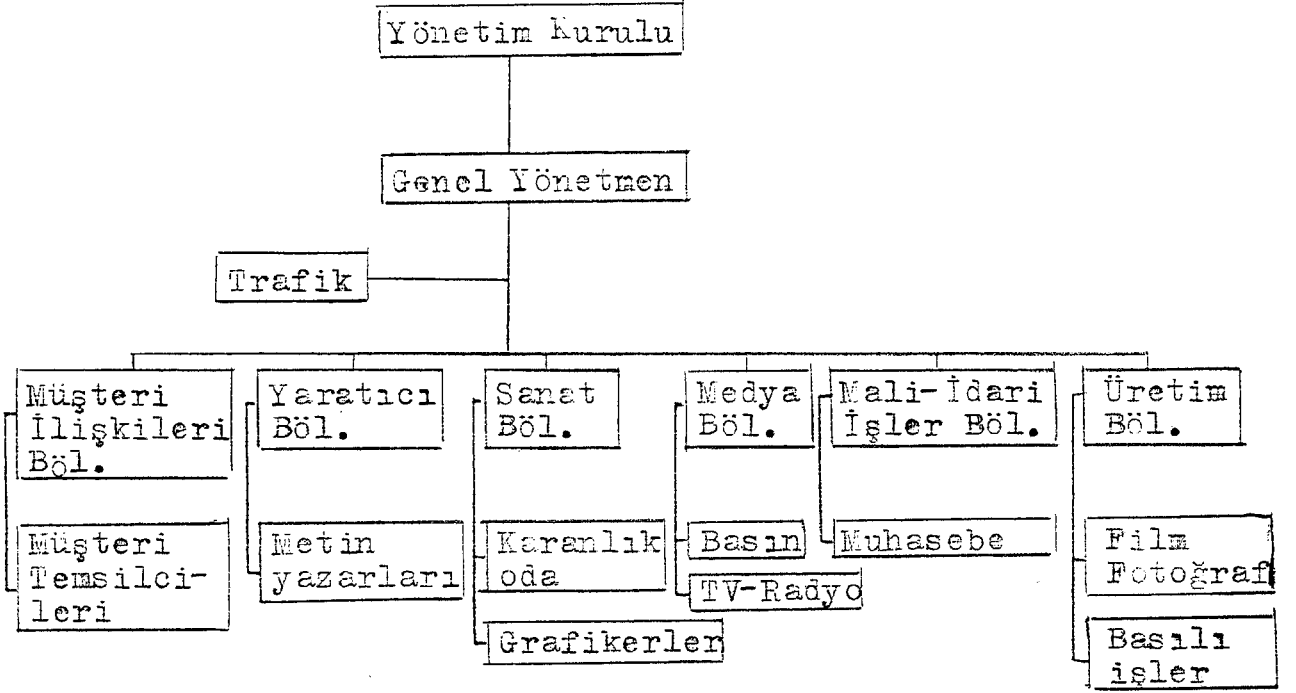 Yönetim Kurulu
Genel Yönetmen
Trafik
Müşteri
İlişkileri
Böl.
Yaratıcı
Böl.
Sanat
Böl.
Medya
Böl.
Mali-İdari
İşler Böl.
Üretim
Böl.
Müşteri
Temsilci-
leri
Metin
yazarları
Karanlık
oda
Grafikerler
Basın
TV-Radyo
Muhasebe
Film
Fotoğraf
Basılı
işler